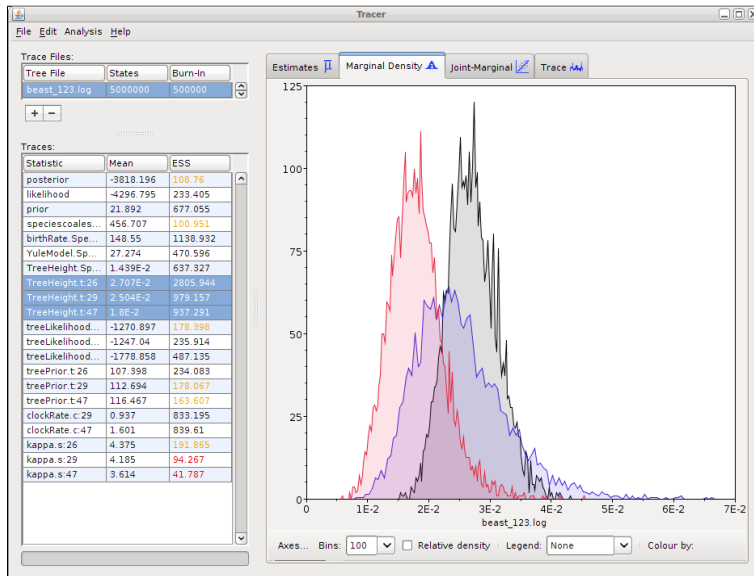 Tracer
File Edit Analysis Help
Trace Files:
Tree File States Burn-In
beast_123.log 5000000 500000
+ −
Traces:
Statistic Mean ESS
posterior -3818.196 108.76
likelihood -4296.795 233.405
prior 21.892 677.055
speciescoales... 456.707 100.951
birthRate.Spe... 148.55 1138.932
YuleModel.Sp... 27.274 470.596
TreeHeight.Sp... 1.439E-2 637.327
TreeHeight.t:26 2.707E-2 2805.944
TreeHeight.t:29 2.504E-2 979.157
TreeHeight.t:47 1.8E-2 937.291
treeLikelihood... -1270.897 178.398
treeLikelihood... -1247.04 235.914
treeLikelihood... -1778.858 487.135
treePrior.t:26 107.398 234.083
treePrior.t:29 112.694 178.067
treePrior.t:47 116.467 163.607
clockRate.c:29 0.937 833.195
clockRate.c:47 1.601 839.61
kappa.s:26 4.375 191.865
kappa.s:29 4.185 94.267
kappa.s:47 3.614 41.787
Estimates μ Marginal Density Joint-Marginal Trace
125
100
75
50
25
0
0 1E-2 2E-2 3E-2 4E-2 5E-2 6E-2 7E-2
beast_123.log
Axes... Bins: 100 Relative density Legend: None Colour by: